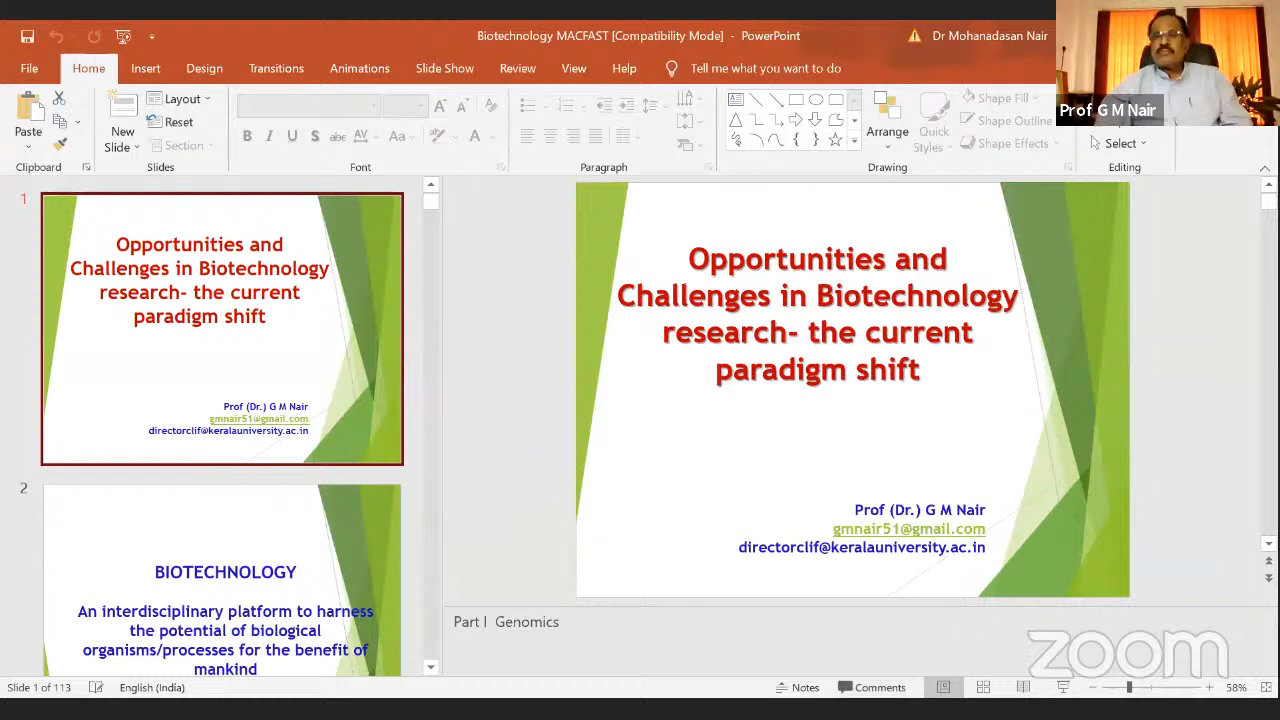 Biotechnology MACFAST [Compatibility Mode] - PowerPoint
Dr Mohanadasan Nair
Prof G M Nair
File Home Insert Design Transitions Animations Slide Show Review View Help Tell me what you want to do
Paste
Clipboard
New
Slide
Layout
Reset
Section
Slides
B I U S abc AV Aa A
Font
Paragraph
Arrange
Quick
Styles
Shape Fill
Shape Outline
Shape Effects
Drawing
Select
Editing
1
Opportunities and
Challenges in Biotechnology
research- the current
paradigm shift
Prof (Dr.) G M Nair
gmnair51@gmail.com
directorclif@keralauniversity.ac.in
2
BIOTECHNOLOGY
An interdisciplinary platform to harness
the potential of biological
organisms/processes for the benefit of
mankind
Opportunities and
Challenges in Biotechnology
research- the current
paradigm shift
Prof (Dr.) G M Nair
gmnair51@gmail.com
directorclif@keralauniversity.ac.in
Part I Genomics
zoom
Slide 1 of 113 English (India) Notes Comments 58%